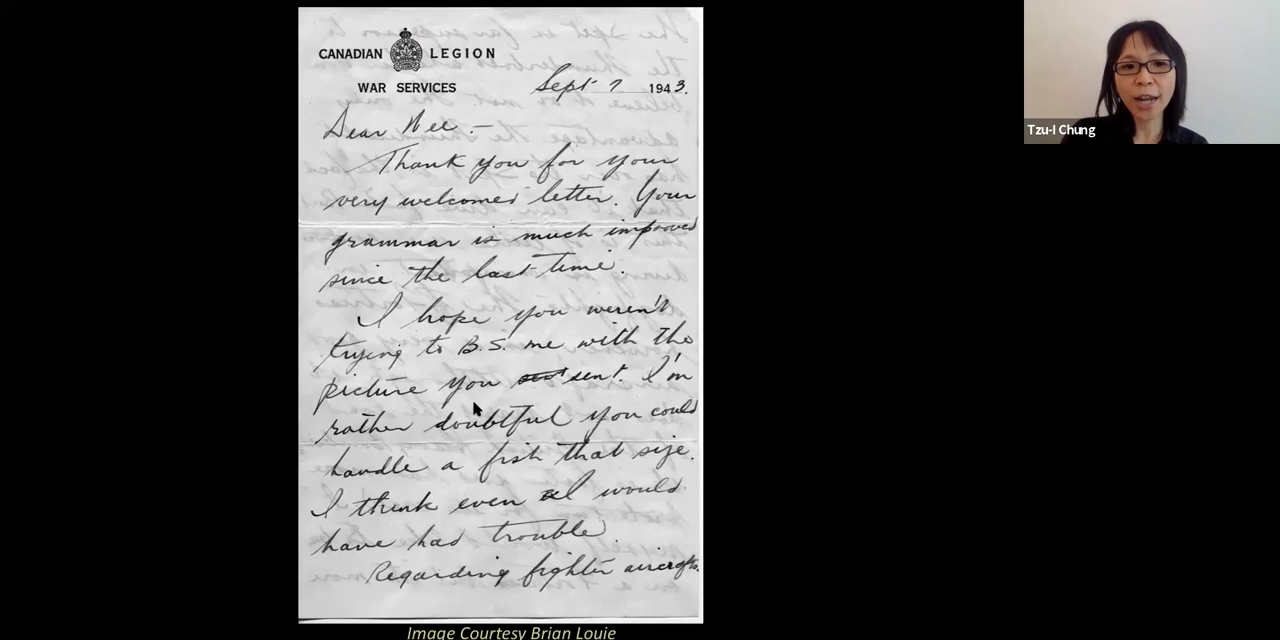 CANADIAN LEGION
WAR SERVICES
Sept 7 1943.
Dear Wee. –
Thank you for your
very welcomed letter. Your
grammar is much improved
since the last time.
I hope you weren't
trying to B.S. me with the
picture you sent. I'm
rather doubtful you could
handle a fish that size.
I think even I would
have had trouble.
Regarding fighter aircrafts.
Image Courtesy Brian Louie
Tzu-I Chung